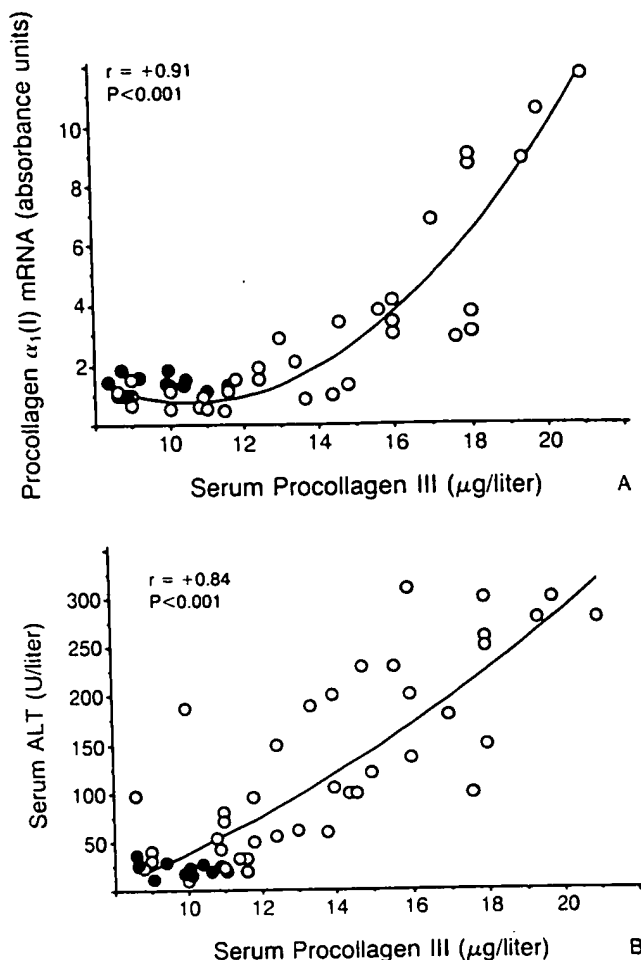 r = +0.91
P<0.001
Procollagen α₁(I) mRNA (absorbance units)
10
8
6
4
2
10 12 14 16 18 20
Serum Procollagen III (μg/liter) A
r = +0.84
P<0.001
Serum ALT (U/liter)
300
250
200
150
100
50
10 12 14 16 18 20
Serum Procollagen III (μg/liter) B